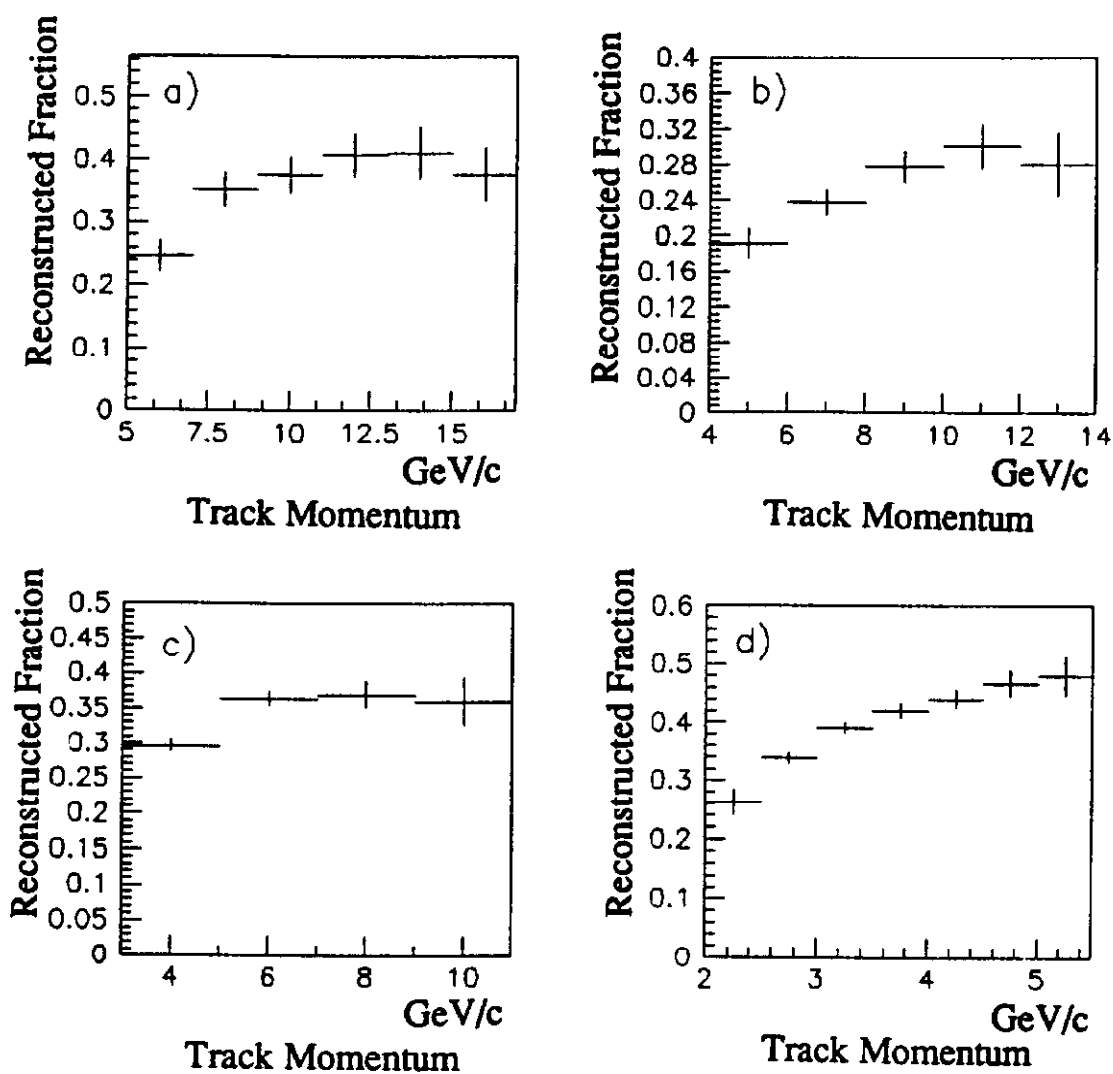 Reconstructed Fraction
a)
0.5
0.4
0.3
0.2
0.1
0
5 7.5 10 12.5 15
GeV/c
Track Momentum
Reconstructed Fraction
b)
0.4
0.36
0.32
0.28
0.24
0.2
0.16
0.12
0.08
0.04
0
4 6 8 10 12 14
GeV/c
Track Momentum
Reconstructed Fraction
c)
0.5
0.45
0.4
0.35
0.3
0.25
0.2
0.15
0.1
0.05
0
4 6 8 10
GeV/c
Track Momentum
Reconstructed Fraction
d)
0.6
0.5
0.4
0.3
0.2
0.1
0
2 3 4 5
GeV/c
Track Momentum